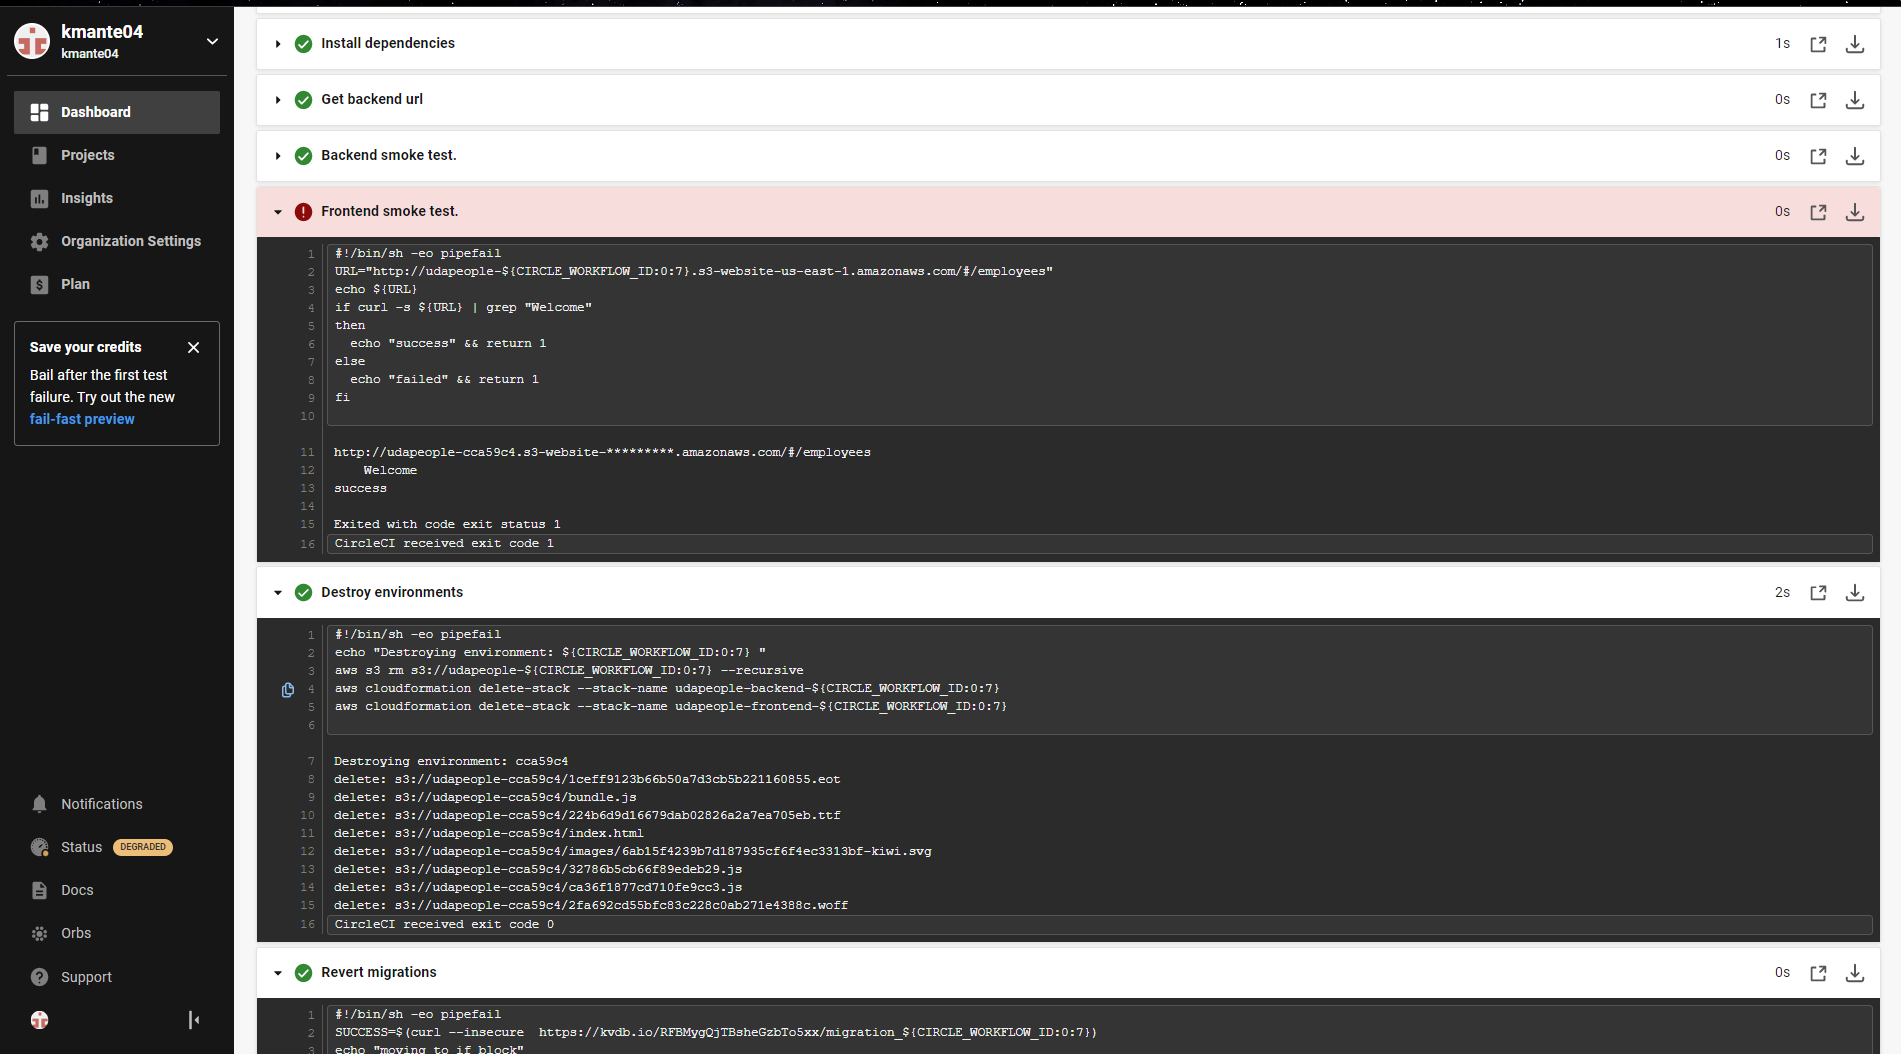 kmante04
kmante04
Dashboard
Projects
Insights
Organization Settings
Plan
Save your credits
Bail after the first test
failure. Try out the new
fail-fast preview
Notifications
Status DEGRADED
Docs
Orbs
Support
Install dependencies 1s
Get backend url 0s
Backend smoke test. 0s
Frontend smoke test. 0s
1 #!/bin/sh -eo pipefail
2 URL="http://udapeople-${CIRCLE_WORKFLOW_ID:0:7}.s3-website-us-east-1.amazonaws.com/#/employees"
3 echo ${URL}
4 if curl -s ${URL} | grep "Welcome"
5 then
6 echo "success" && return 1
7 else
8 echo "failed" && return 1
9 fi
10
11 http://udapeople-cca59c4.s3-website-*********.amazonaws.com/#/employees
12 Welcome
13 success
14
15 Exited with code exit status 1
16 CircleCI received exit code 1
Destroy environments 2s
1 #!/bin/sh -eo pipefail
2 echo "Destroying environment: ${CIRCLE_WORKFLOW_ID:0:7} "
3 aws s3 rm s3://udapeople-${CIRCLE_WORKFLOW_ID:0:7} --recursive
4 aws cloudformation delete-stack --stack-name udapeople-backend-${CIRCLE_WORKFLOW_ID:0:7}
5 aws cloudformation delete-stack --stack-name udapeople-frontend-${CIRCLE_WORKFLOW_ID:0:7}
6
7 Destroying environment: cca59c4
8 delete: s3://udapeople-cca59c4/1ceff9123b66b50a7d3cb5b221160855.eot
9 delete: s3://udapeople-cca59c4/bundle.js
10 delete: s3://udapeople-cca59c4/224b6d9d16679dab02826a2a7ea705eb.ttf
11 delete: s3://udapeople-cca59c4/index.html
12 delete: s3://udapeople-cca59c4/images/6ab15f4239b7d187935cf6f4ec3313bf-kiwi.svg
13 delete: s3://udapeople-cca59c4/32786b5cb66f89edeb29.js
14 delete: s3://udapeople-cca59c4/ca36f1877cd710fe9cc3.js
15 delete: s3://udapeople-cca59c4/2fa692cd55bfc83c228c0ab271e4388c.woff
16 CircleCI received exit code 0
Revert migrations 0s
1 #!/bin/sh -eo pipefail
2 SUCCESS=$(curl --insecure https://kvdb.io/RFBMygQjTBsheGzbTo5xx/migration_${CIRCLE_WORKFLOW_ID:0:7})
3 echo "moving to if block"